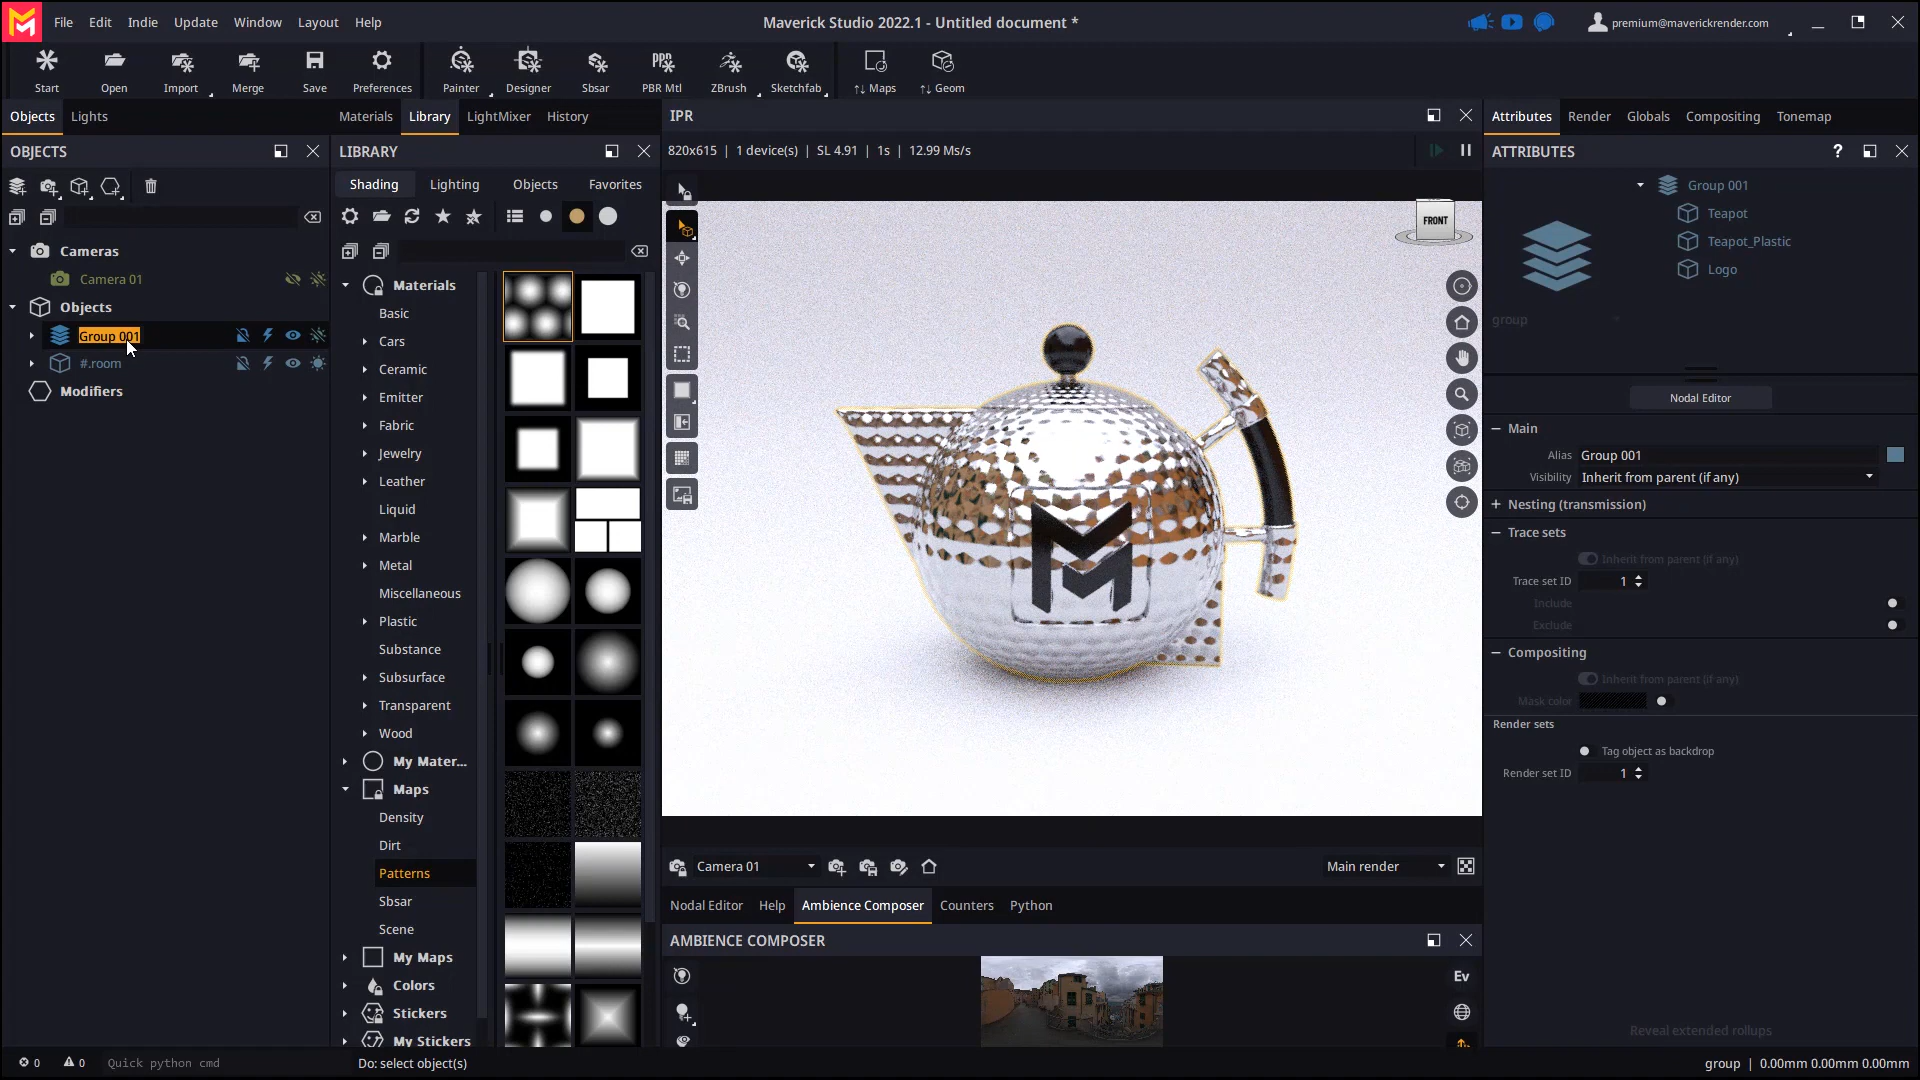 File Edit Indie Update Window Layout Help
Maverick Studio 2022.1 - Untitled document *
premium@maverickrender.com
Start Open Import Merge Save Preferences
Painter Designer Sbsar PBR Mtl ZBrush Sketchfab
↑↓ Maps ↑↓ Geom
Objects Lights
OBJECTS
Cameras
Camera 01
Objects
Group 001
#.room
Modifiers
Materials Library LightMixer History
LIBRARY
Shading Lighting Objects Favorites
Materials
Basic
Cars
Ceramic
Emitter
Fabric
Jewelry
Leather
Liquid
Marble
Metal
Miscellaneous
Plastic
Substance
Subsurface
Transparent
Wood
My Mater...
Maps
Density
Dirt
Patterns
Sbsar
Scene
My Maps
Colors
Stickers
My Stickers
IPR
820x615 | 1 device(s) | SL 4.91 | 1s | 12.99 Ms/s
FRONT
Camera 01
Main render
Nodal Editor Help Ambience Composer Counters Python
AMBIENCE COMPOSER
Ev
Attributes Render Globals Compositing Tonemap
ATTRIBUTES
?
Group 001
Teapot
Teapot_Plastic
Logo
group
Nodal Editor
Main
Alias Group 001
Visibility Inherit from parent (if any)
Nesting (transmission)
Trace sets
Inherit from parent (if any)
Trace set ID 1
Include
Exclude
Compositing
Inherit from parent (if any)
Mask color
Render sets
Tag object as backdrop
Render set ID 1
Reveal extended rollups
0 0 Quick python cmd
Do: select object(s)
group | 0.00mm 0.00mm 0.00mm